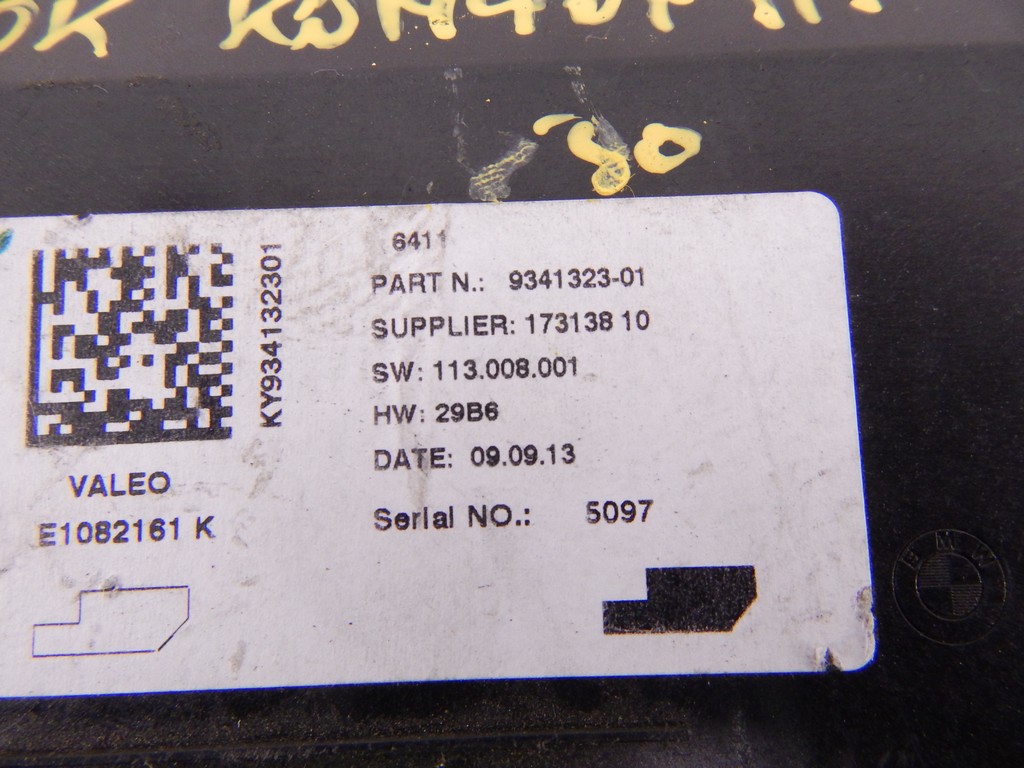 80
6411
PART N.: 9341323-01
SUPPLIER: 173138 10
SW: 113.008.001
HW: 29B6
DATE: 09.09.13
Serial NO.: 5097
KY934132301
VALEO
E1082161 K
BMW